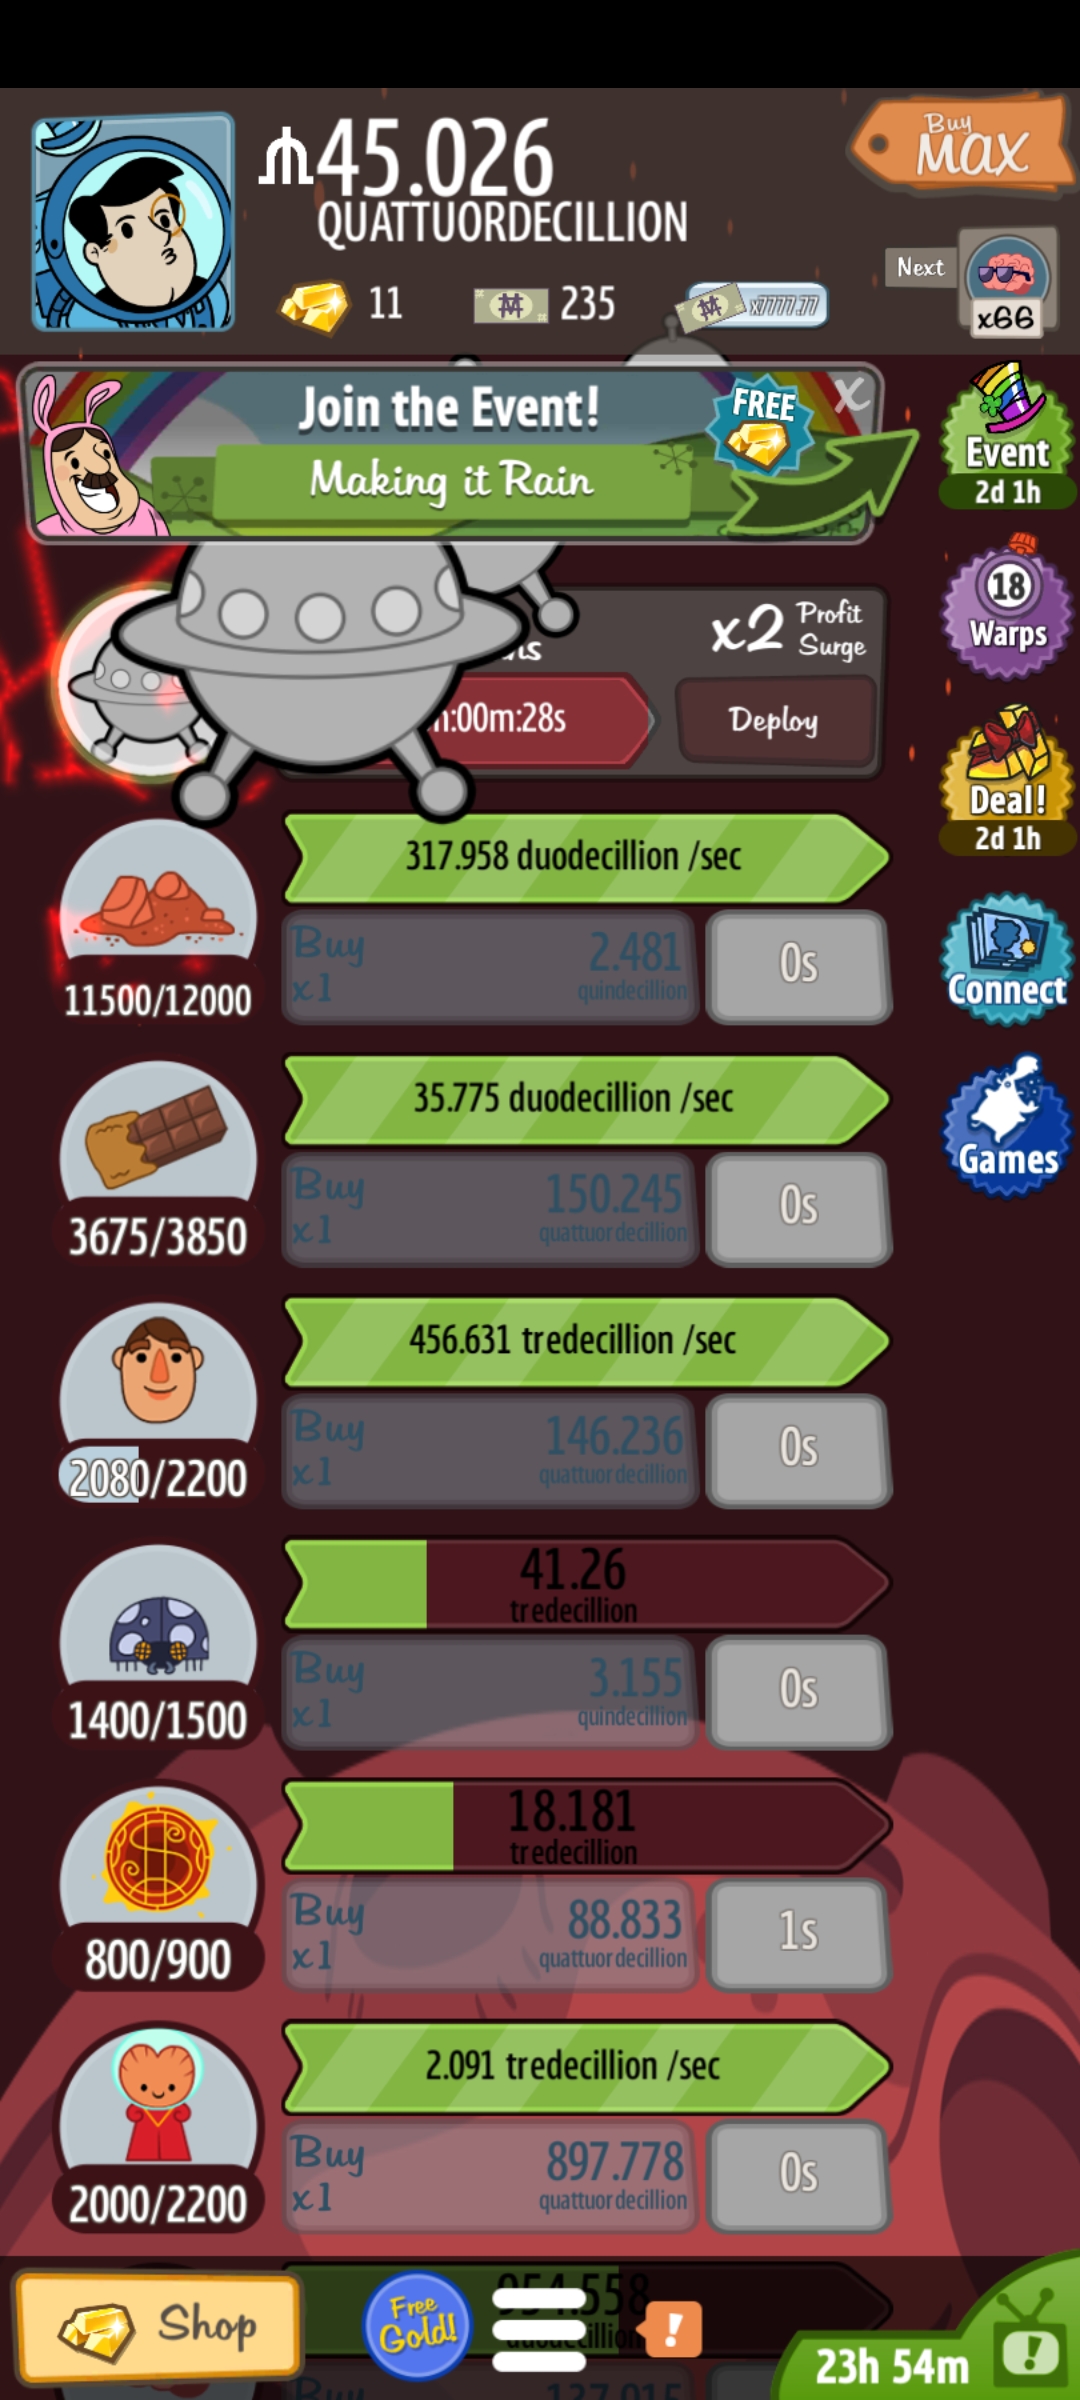 45.026
QUATTUORDECILLION
Buy
MAX
11
235
x7777.77
Next
x66
Join the Event!
FREE
X
Making it Rain
Event
2d 1h
18
Warps
x2 Profit
Surge
:00m:28s
Deploy
Deal!
2d 1h
317.958 duodecillion /sec
Buy
x1
2.481
quindecillion
0s
11500/12000
Connect
35.775 duodecillion /sec
Games
Buy
x1
150.245
quattuordecillion
0s
3675/3850
456.631 tredecillion /sec
Buy
x1
146.236
quattuordecillion
0s
2080/2200
41.26
tredecillion
Buy
x1
3.155
quindecillion
0s
1400/1500
18.181
tredecillion
Buy
x1
88.833
quattuordecillion
1s
800/900
2.091 tredecillion /sec
Buy
x1
897.778
quattuordecillion
0s
2000/2200
Shop
Free
Gold!
!
23h 54m
!